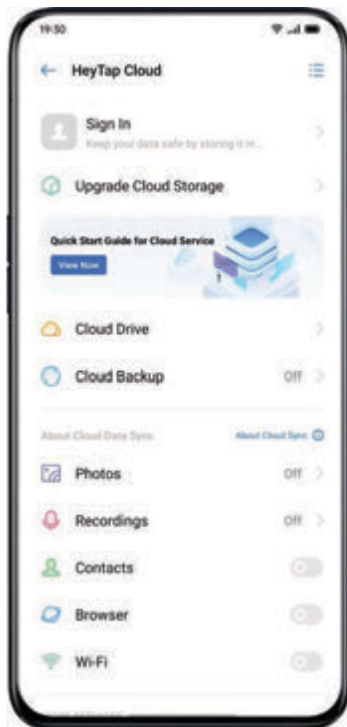 19:30
HeyTap Cloud
Sign In
Keep your data safe by storing it in...
Upgrade Cloud Storage
Quick Start Guide for Cloud Service
View Now
Cloud Drive
Cloud Backup
Off
About Cloud Data Sync
About Cloud Sync
Photos
Off
Recordings
Off
Contacts
Browser
Wi-Fi